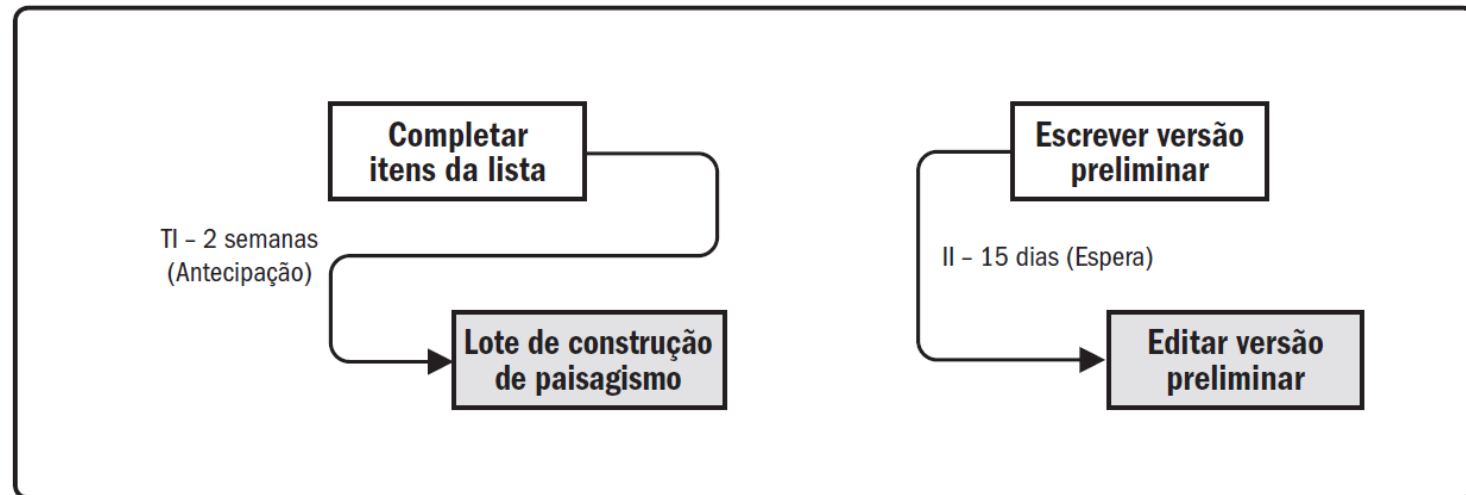 Completar
itens da lista
TI – 2 semanas
(Antecipação)
Lote de construção
de paisagismo
Escrever versão
preliminar
II – 15 dias (Espera)
Editar versão
preliminar